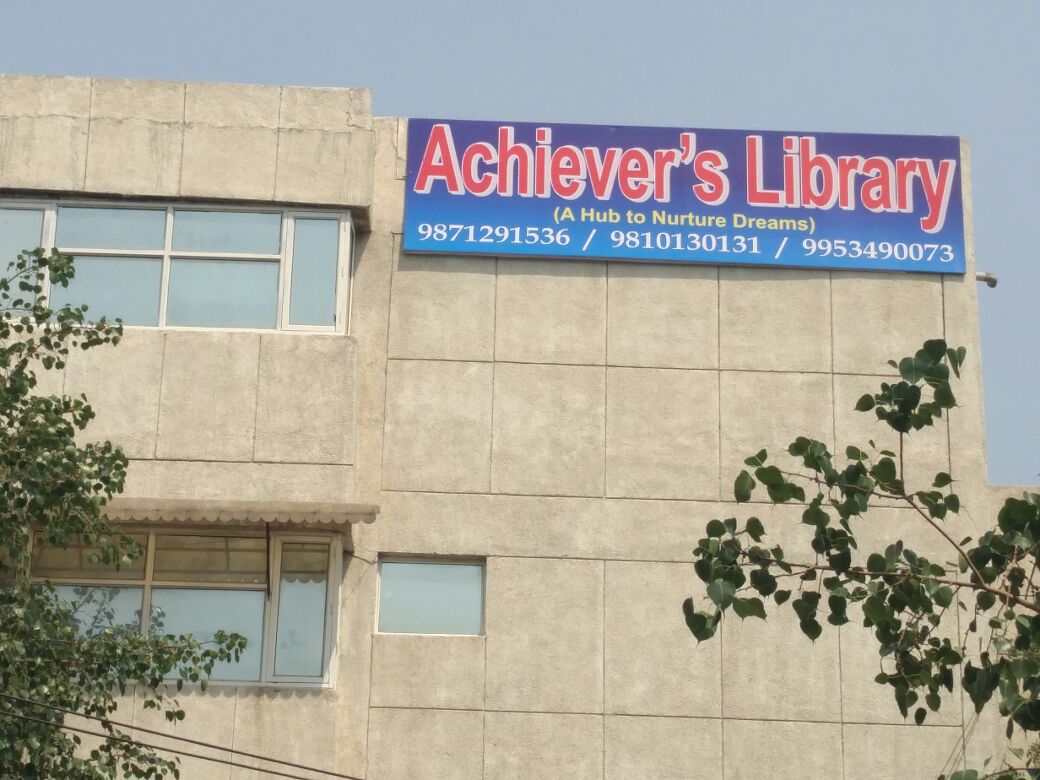 Achiever's Library
(A Hub to Nurture Dreams)
9871291536 / 9810130131 / 9953490073